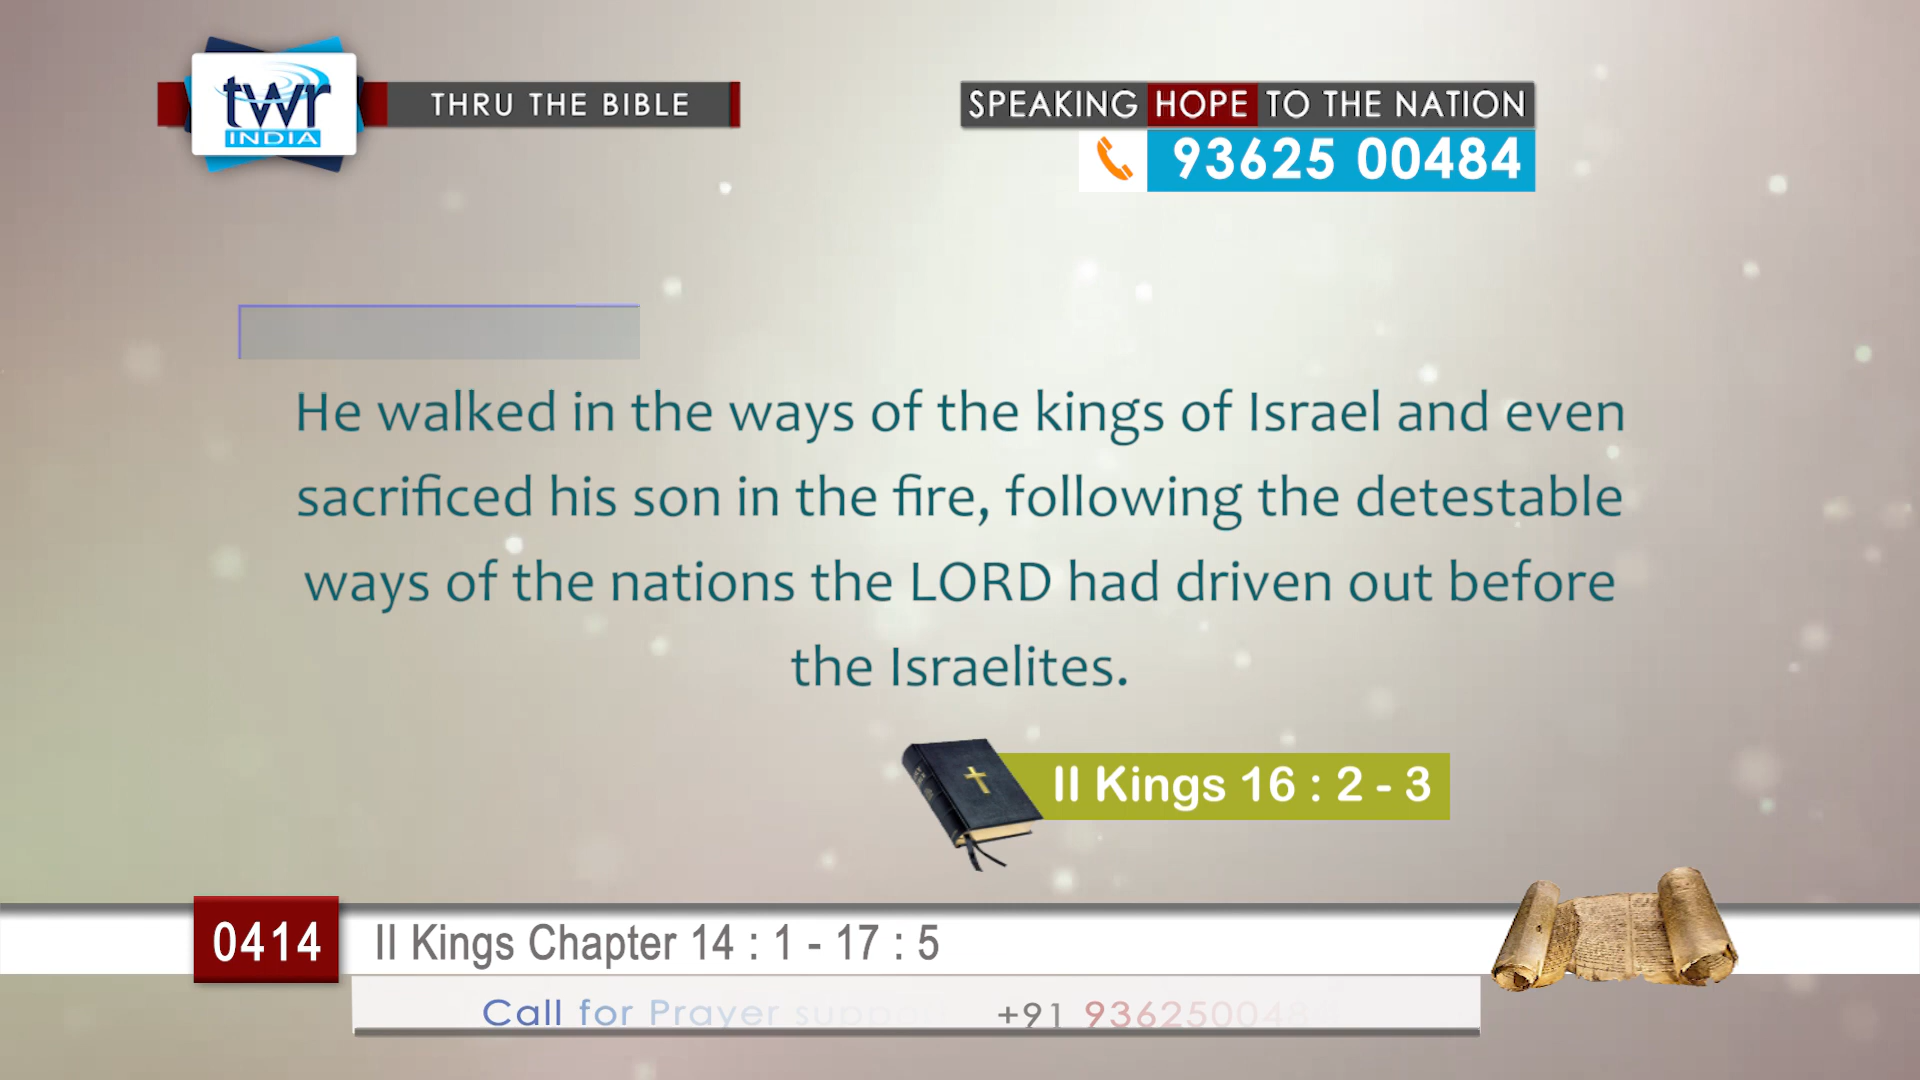 twr
INDIA
THRU THE BIBLE
SPEAKING HOPE TO THE NATION
93625 00484
He walked in the ways of the kings of Israel and even
sacrificed his son in the fire, following the detestable
ways of the nations the LORD had driven out before
the Israelites.
II Kings 16 : 2 - 3
0414
II Kings Chapter 14 : 1 - 17 : 5
Call for Prayer support +91 9362500484